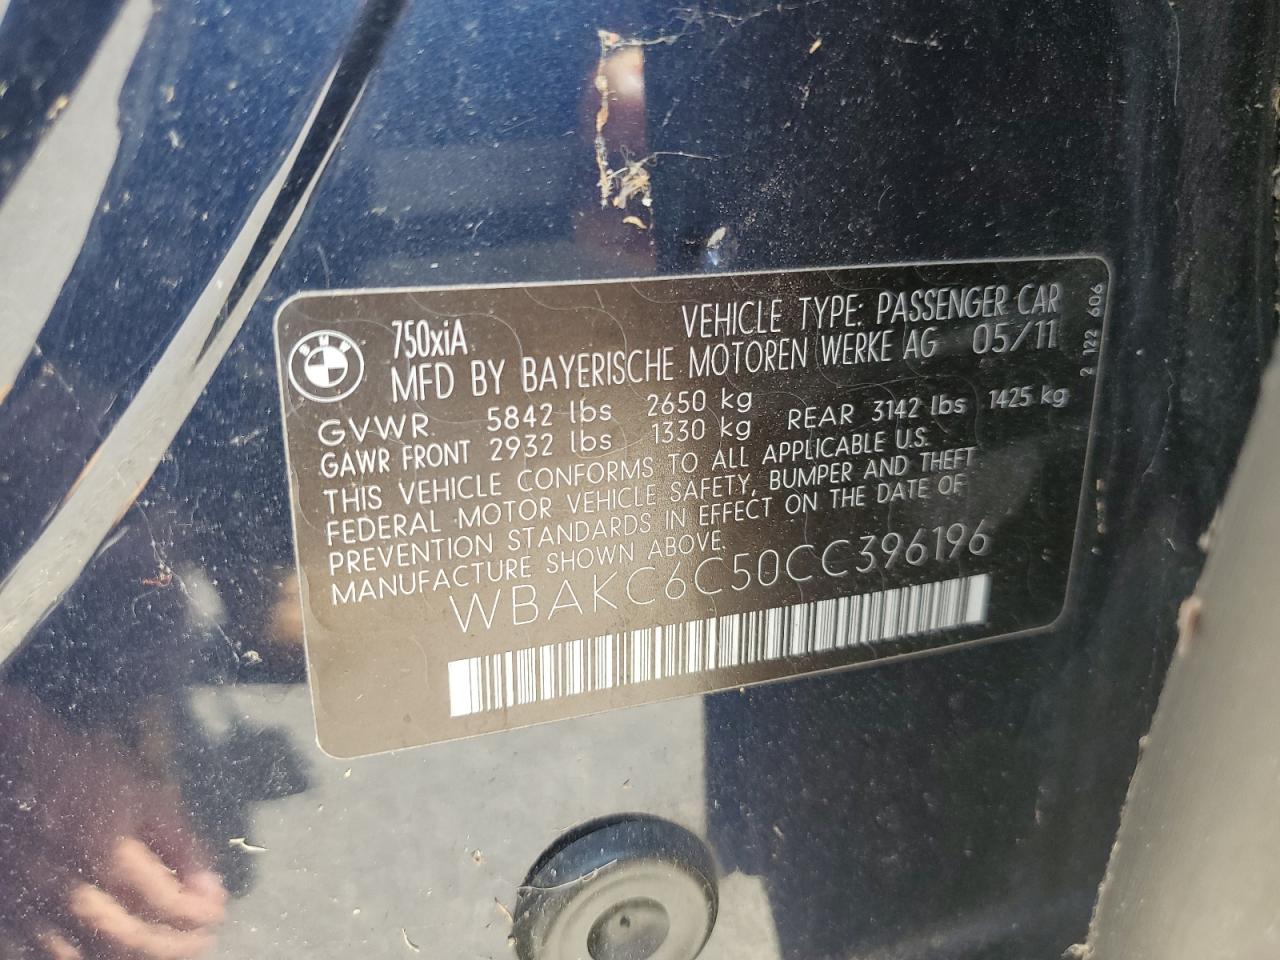 BMW
750xiA
VEHICLE TYPE: PASSENGER CAR
MFD BY BAYERISCHE MOTOREN WERKE AG 05/11
GVWR. 5842 lbs 2650 kg
GAWR FRONT 2932 lbs 1330 kg REAR 3142 lbs 1425 kg
THIS VEHICLE CONFORMS TO ALL APPLICABLE U.S.
FEDERAL MOTOR VEHICLE SAFETY, BUMPER AND THEFT
PREVENTION STANDARDS IN EFFECT ON THE DATE OF
MANUFACTURE SHOWN ABOVE.
WBAKC6C50CC396196
2 122 606